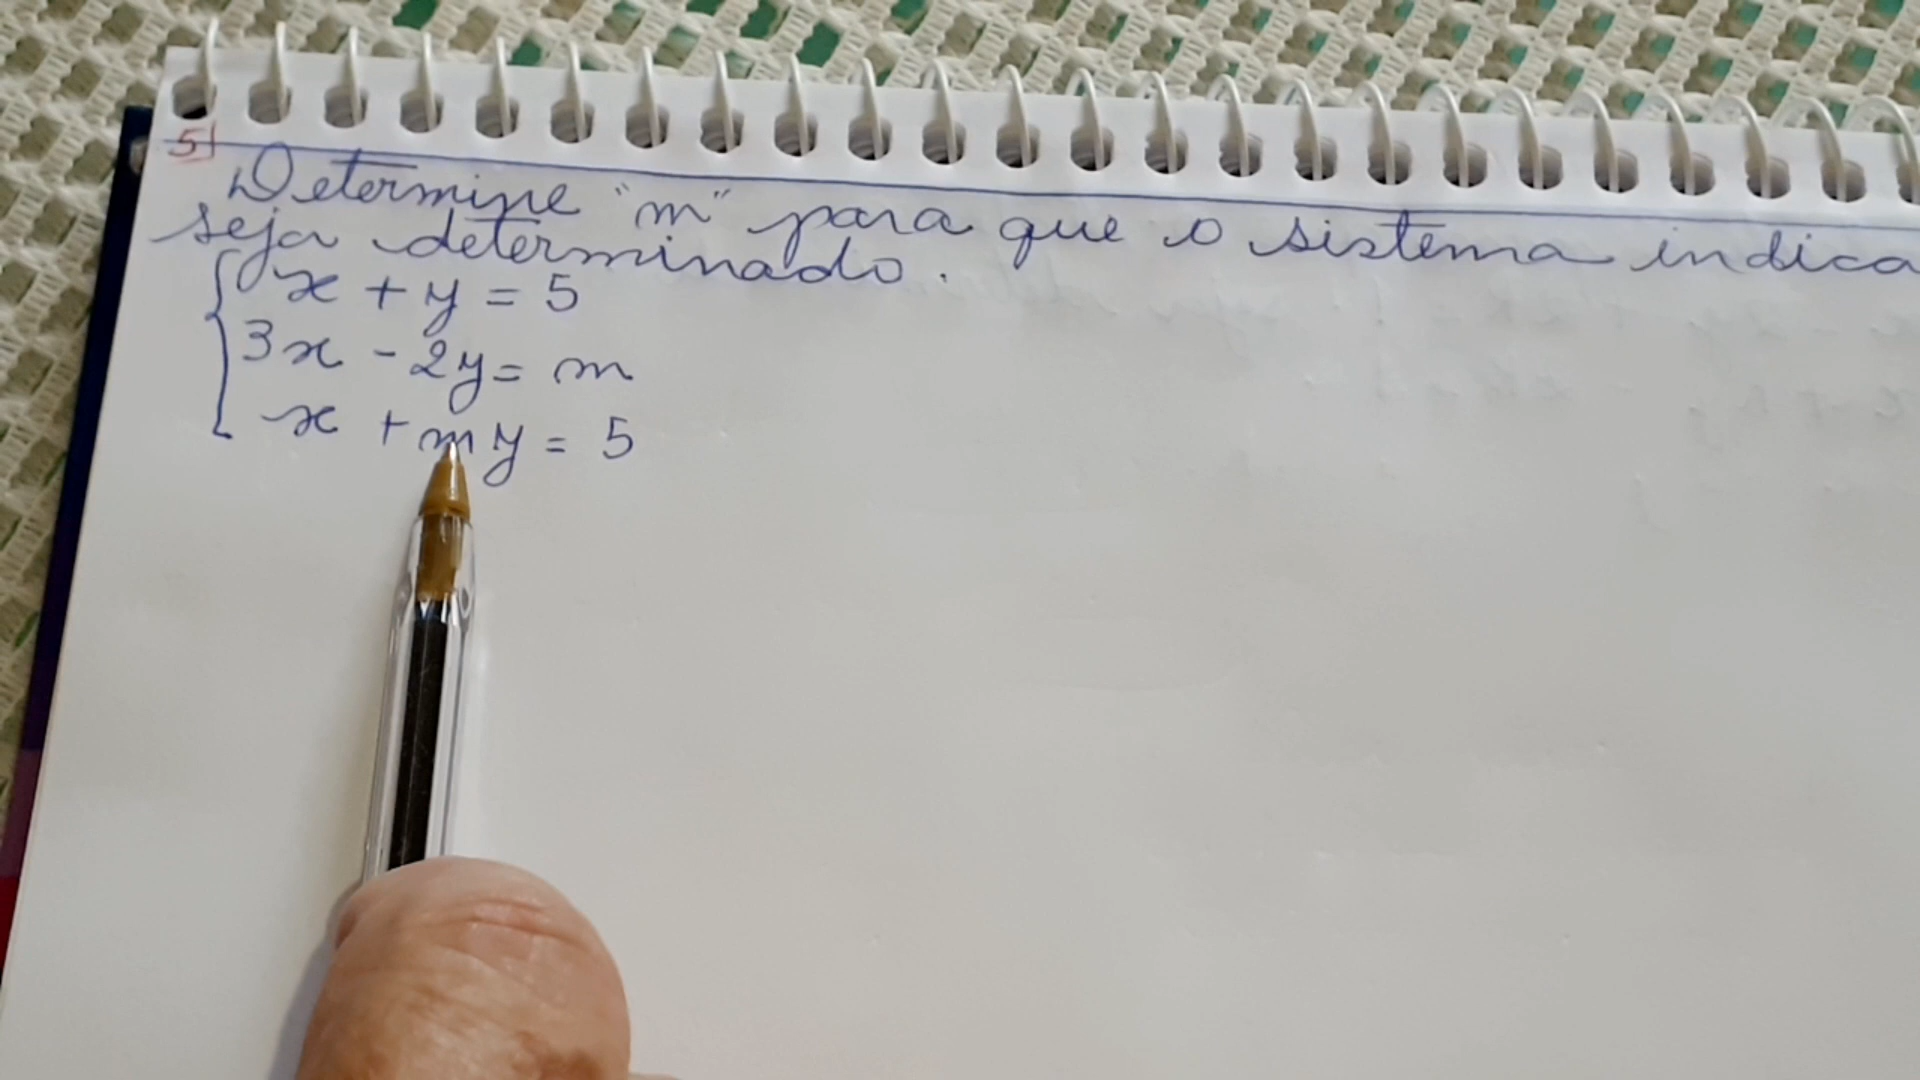 5)
Determine "m" para que o sistema indica
seja determinado.
x + y = 5
3x - 2y = m
x + my = 5